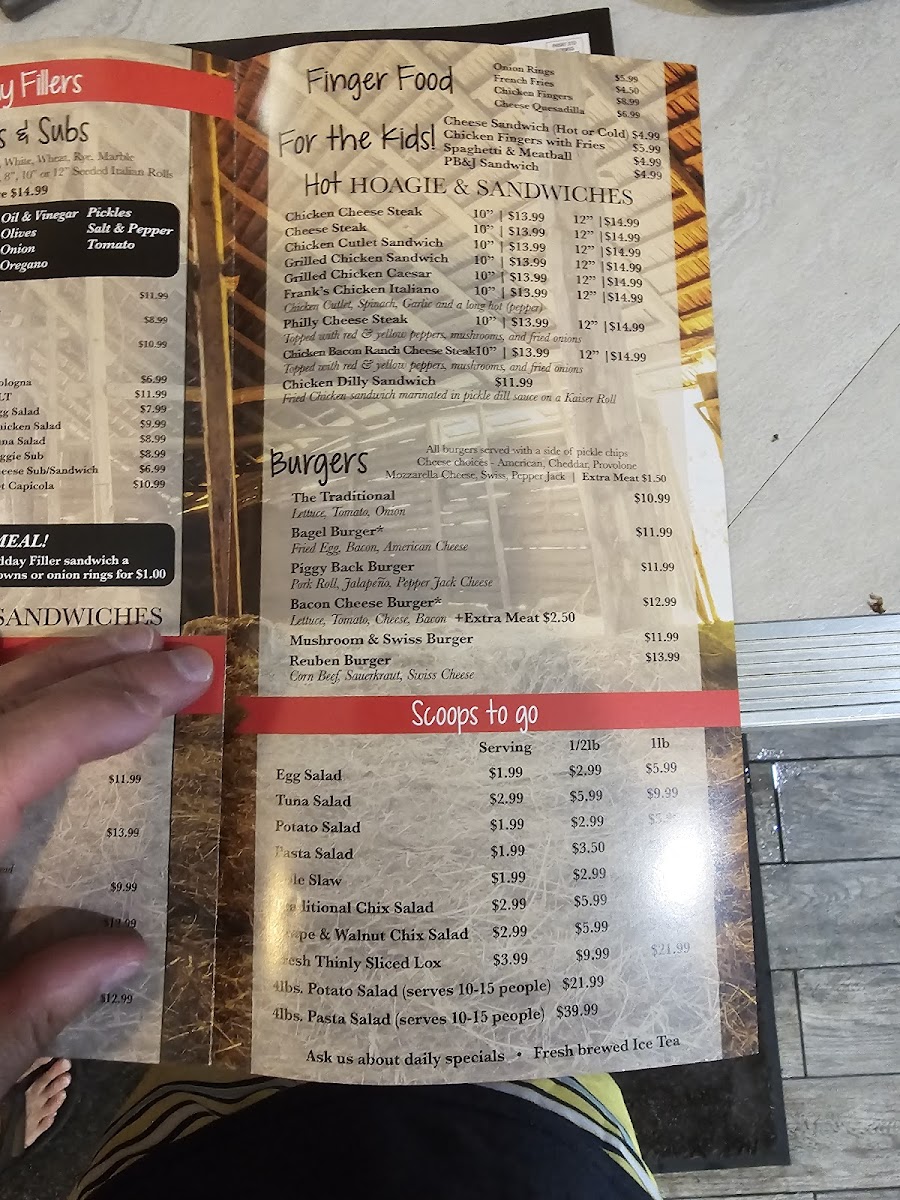 y Fillers
s & Subs
White, Wheat, Rye, Marble
8", 10" or 12" Seeded Italian Rolls
e $14.99
Oil & Vinegar Pickles
Olives Salt & Pepper
Onion Tomato
Oregano
$11.99
$8.99
$10.99
ologna $6.99
LT $11.99
gg Salad $7.99
hicken Salad $9.99
una Salad $8.99
ggie Sub $8.99
eese Sub/Sandwich $6.99
t Capicola $10.99
MEAL!
dday Filler sandwich a
owns or onion rings for $1.00
SANDWICHES
$11.99
$13.99
$9.99
$12.99
Finger Food
Onion Rings $5.99
French Fries $4.50
Chicken Fingers $8.99
Cheese Quesadilla $6.99
For the Kids!
Cheese Sandwich (Hot or Cold) $4.99
Chicken Fingers with Fries $5.99
Spaghetti & Meatball $4.99
PB&J Sandwich $4.99
Hot HOAGIE & SANDWICHES
Chicken Cheese Steak 10" | $13.99 12" | $14.99
Cheese Steak 10" | $13.99 12" | $14.99
Chicken Cutlet Sandwich 10" | $13.99 12" | $14.99
Grilled Chicken Sandwich 10" | $13.99 12" | $14.99
Grilled Chicken Caesar 10" | $13.99 12" | $14.99
Frank's Chicken Italiano 10" | $13.99 12" | $14.99
Chicken Cutlet, Spinach, Garlic and a long hot (pepper)
Philly Cheese Steak 10" | $13.99 12" | $14.99
Topped with red & yellow peppers, mushrooms, and fried onions
Chicken Bacon Ranch Cheese Steak 10" | $13.99 12" | $14.99
Topped with red & yellow peppers, mushrooms, and fried onions
Chicken Dilly Sandwich $11.99
Fried Chicken sandwich marinated in pickle dill sauce on a Kaiser Roll
Burgers
All burgers served with a side of pickle chips
Cheese choices - American, Cheddar, Provolone
Mozzarella Cheese, Swiss, Pepper Jack | Extra Meat $1.50
The Traditional $10.99
Lettuce, Tomato, Onion
Bagel Burger* $11.99
Fried Egg, Bacon, American Cheese
Piggy Back Burger $11.99
Pork Roll, Jalapeño, Pepper Jack Cheese
Bacon Cheese Burger* $12.99
Lettuce, Tomato, Cheese, Bacon +Extra Meat $2.50
Mushroom & Swiss Burger $11.99
Reuben Burger $13.99
Corn Beef, Sauerkraut, Swiss Cheese
Scoops to go
Serving 1/2lb 1lb
Egg Salad $1.99 $2.99 $5.99
Tuna Salad $2.99 $5.99 $9.99
Potato Salad $1.99 $2.99
Pasta Salad $1.99 $3.50
le Slaw $1.99 $2.99
ditional Chix Salad $2.99 $5.99
pe & Walnut Chix Salad $2.99 $5.99
esh Thinly Sliced Lox $3.99 $9.99 $21.99
4lbs. Potato Salad (serves 10-15 people) $21.99
4lbs. Pasta Salad (serves 10-15 people) $39.99
Ask us about daily specials • Fresh brewed Ice Tea